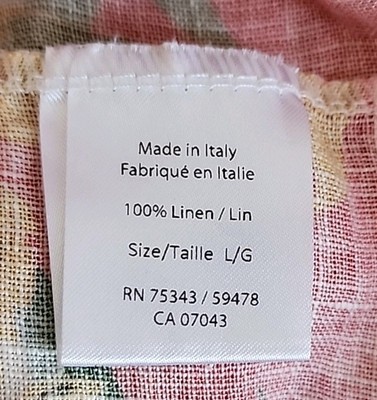 Made in Italy
Fabriqué en Italie
100% Linen / Lin
Size/Taille L/G
RN 75343 / 59478
CA 07043